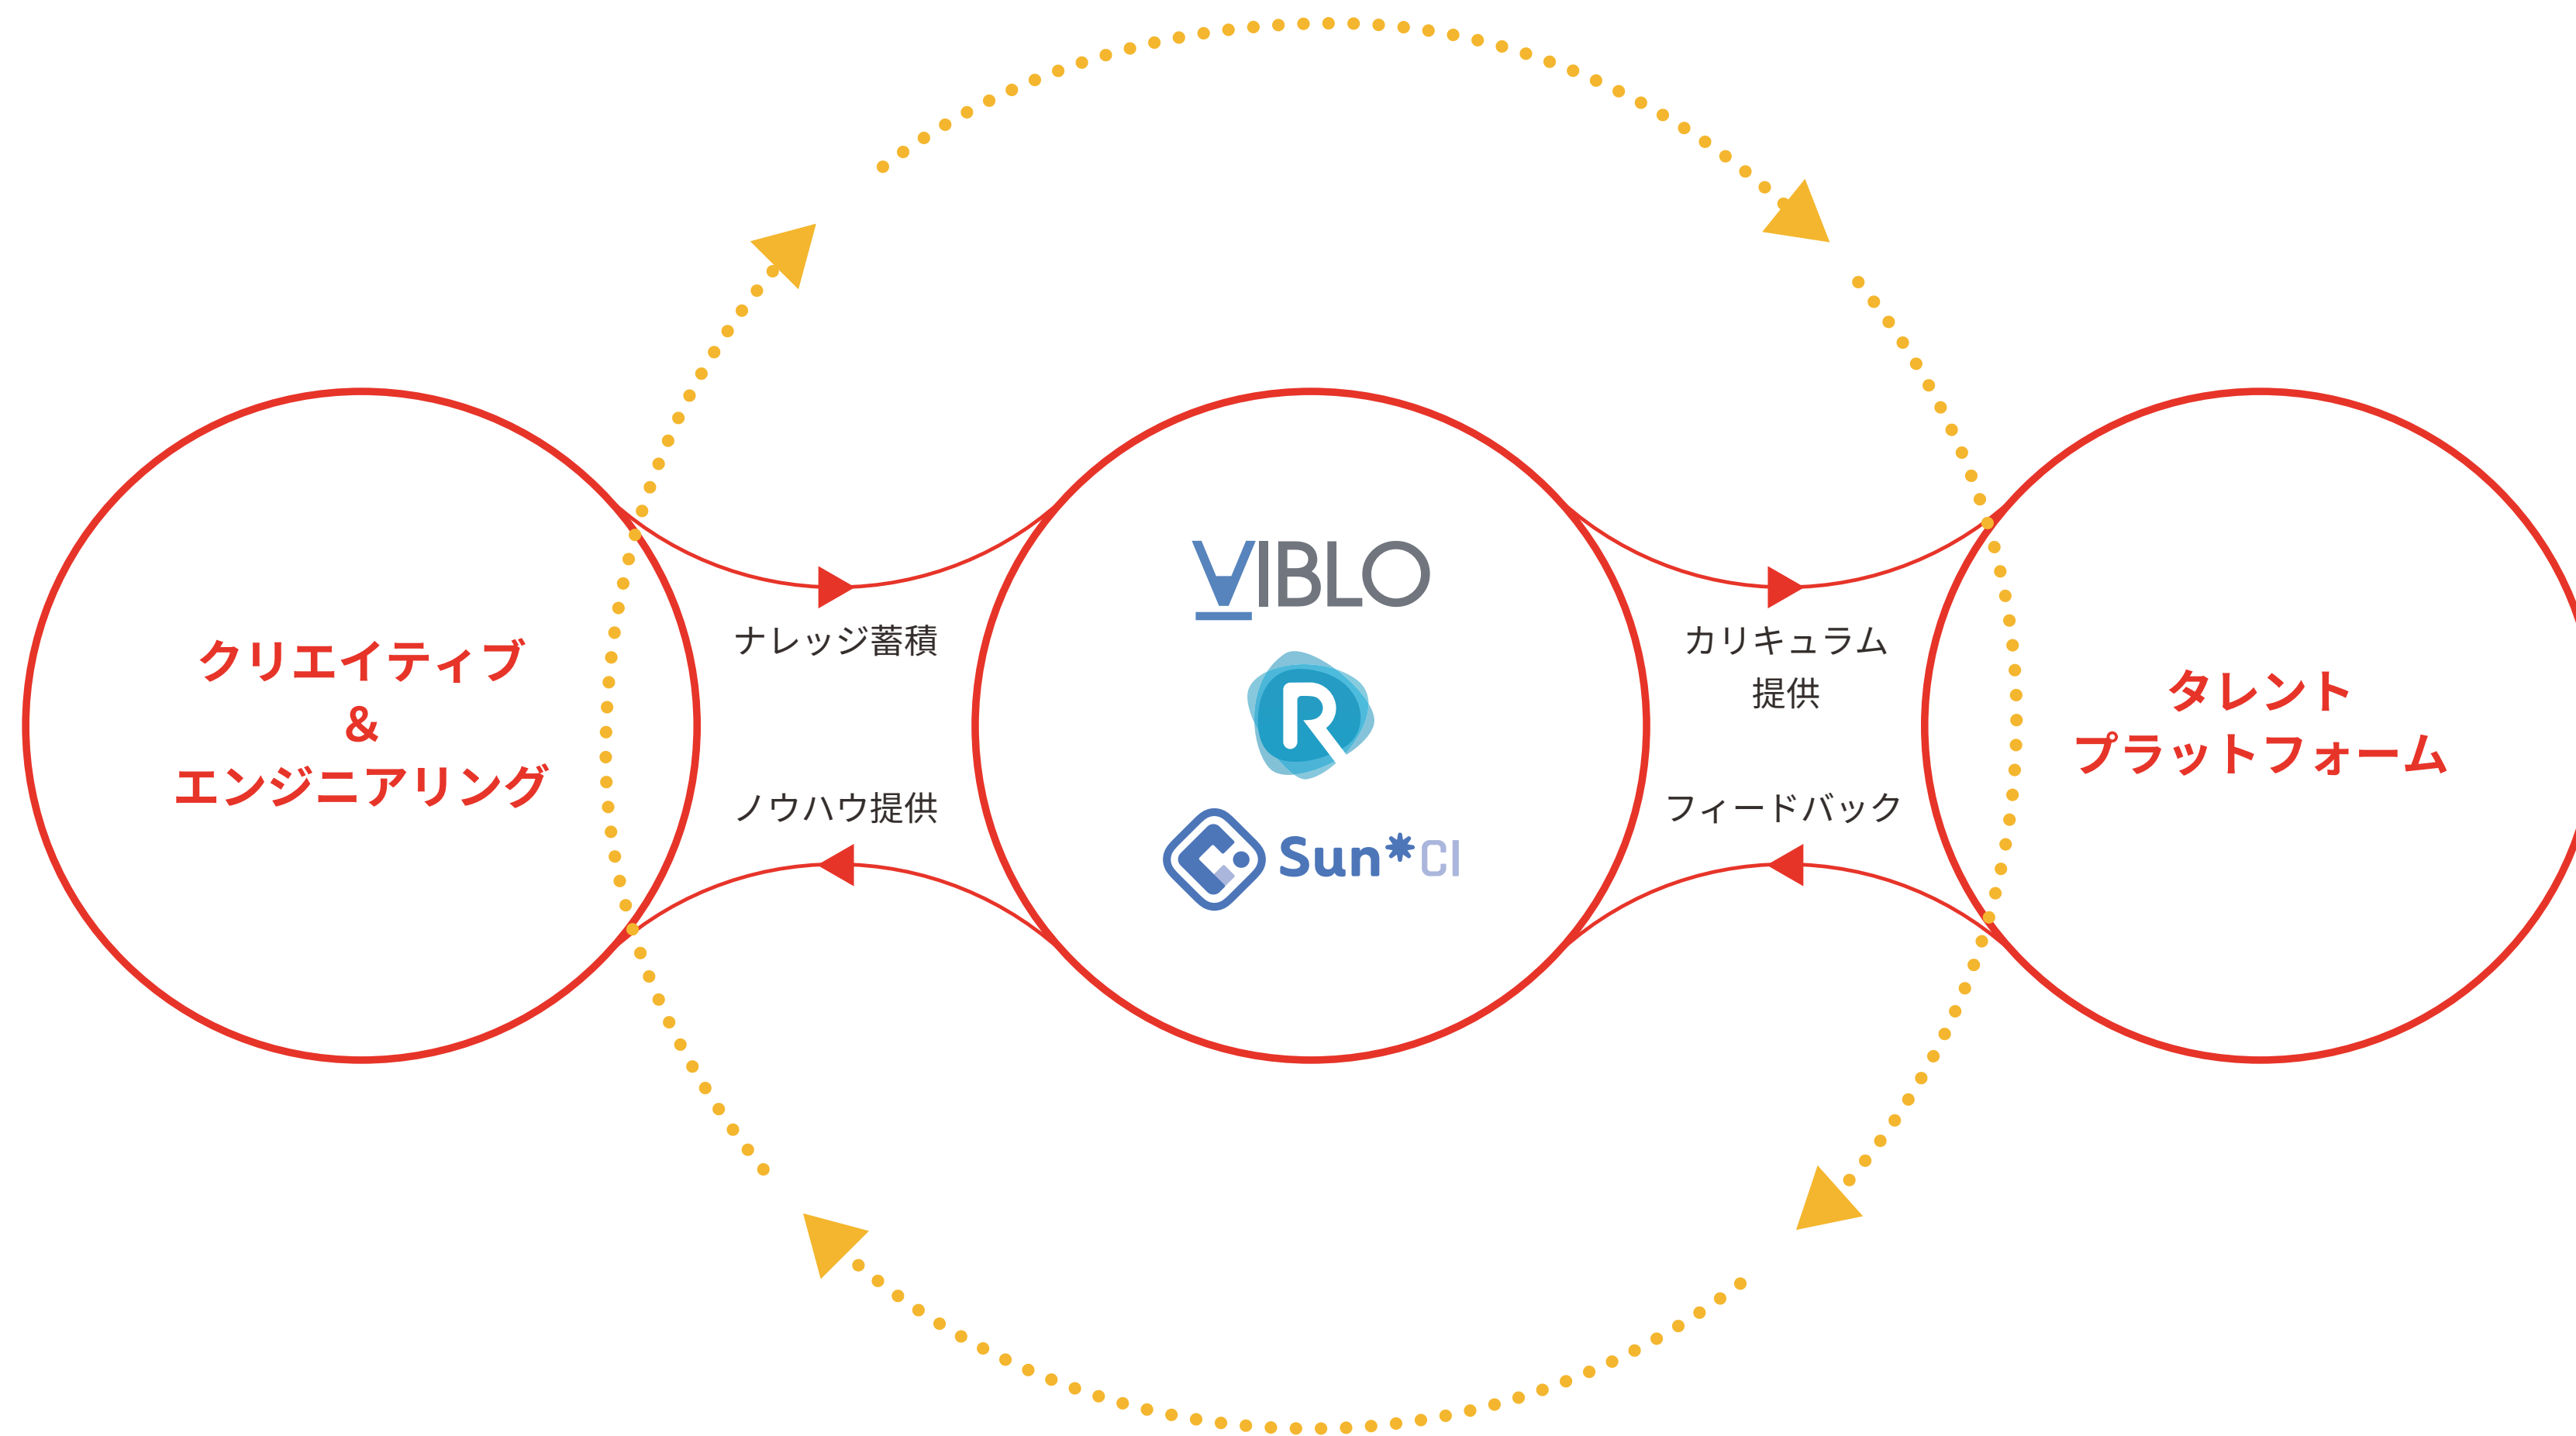 クリエイティブ
&
エンジニアリング
ナレッジ蓄積
ノウハウ提供
VIBLO
R
Sun* CI
カリキュラム
提供
フィードバック
タレント
プラットフォーム